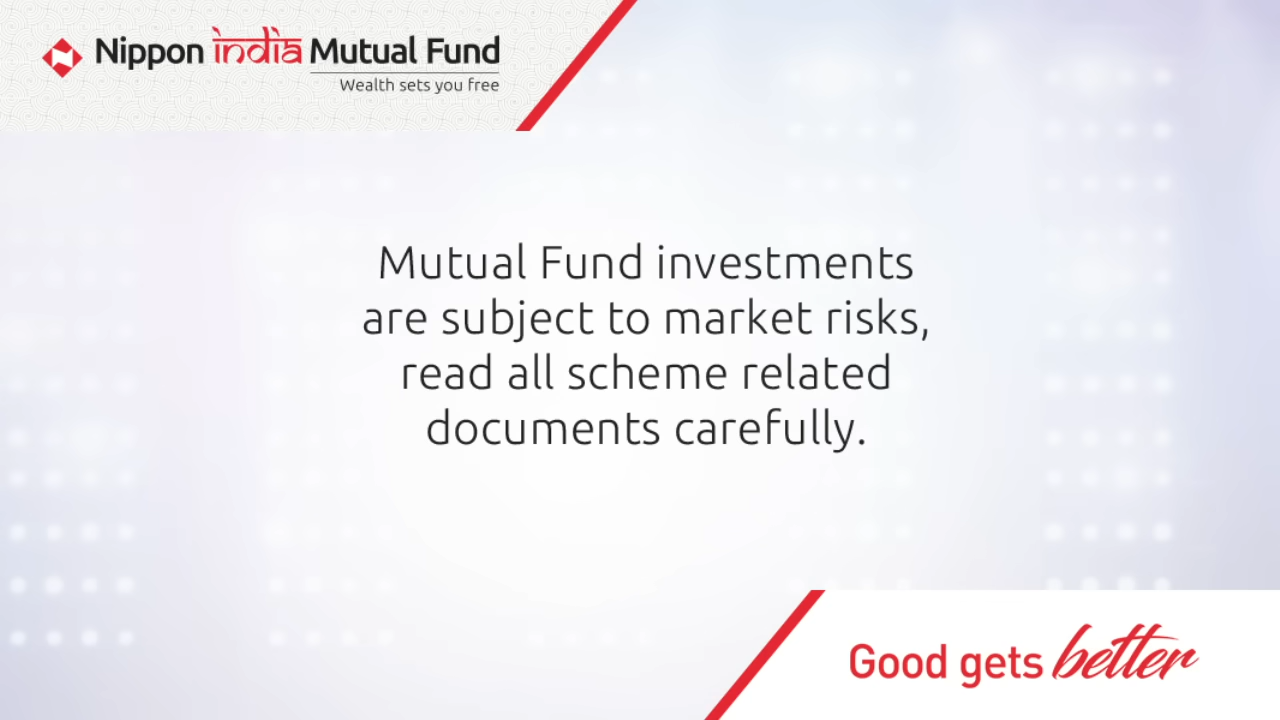 Nippon india Mutual Fund
Wealth sets you free
Mutual Fund investments
are subject to market risks,
read all scheme related
documents carefully.
Good gets better